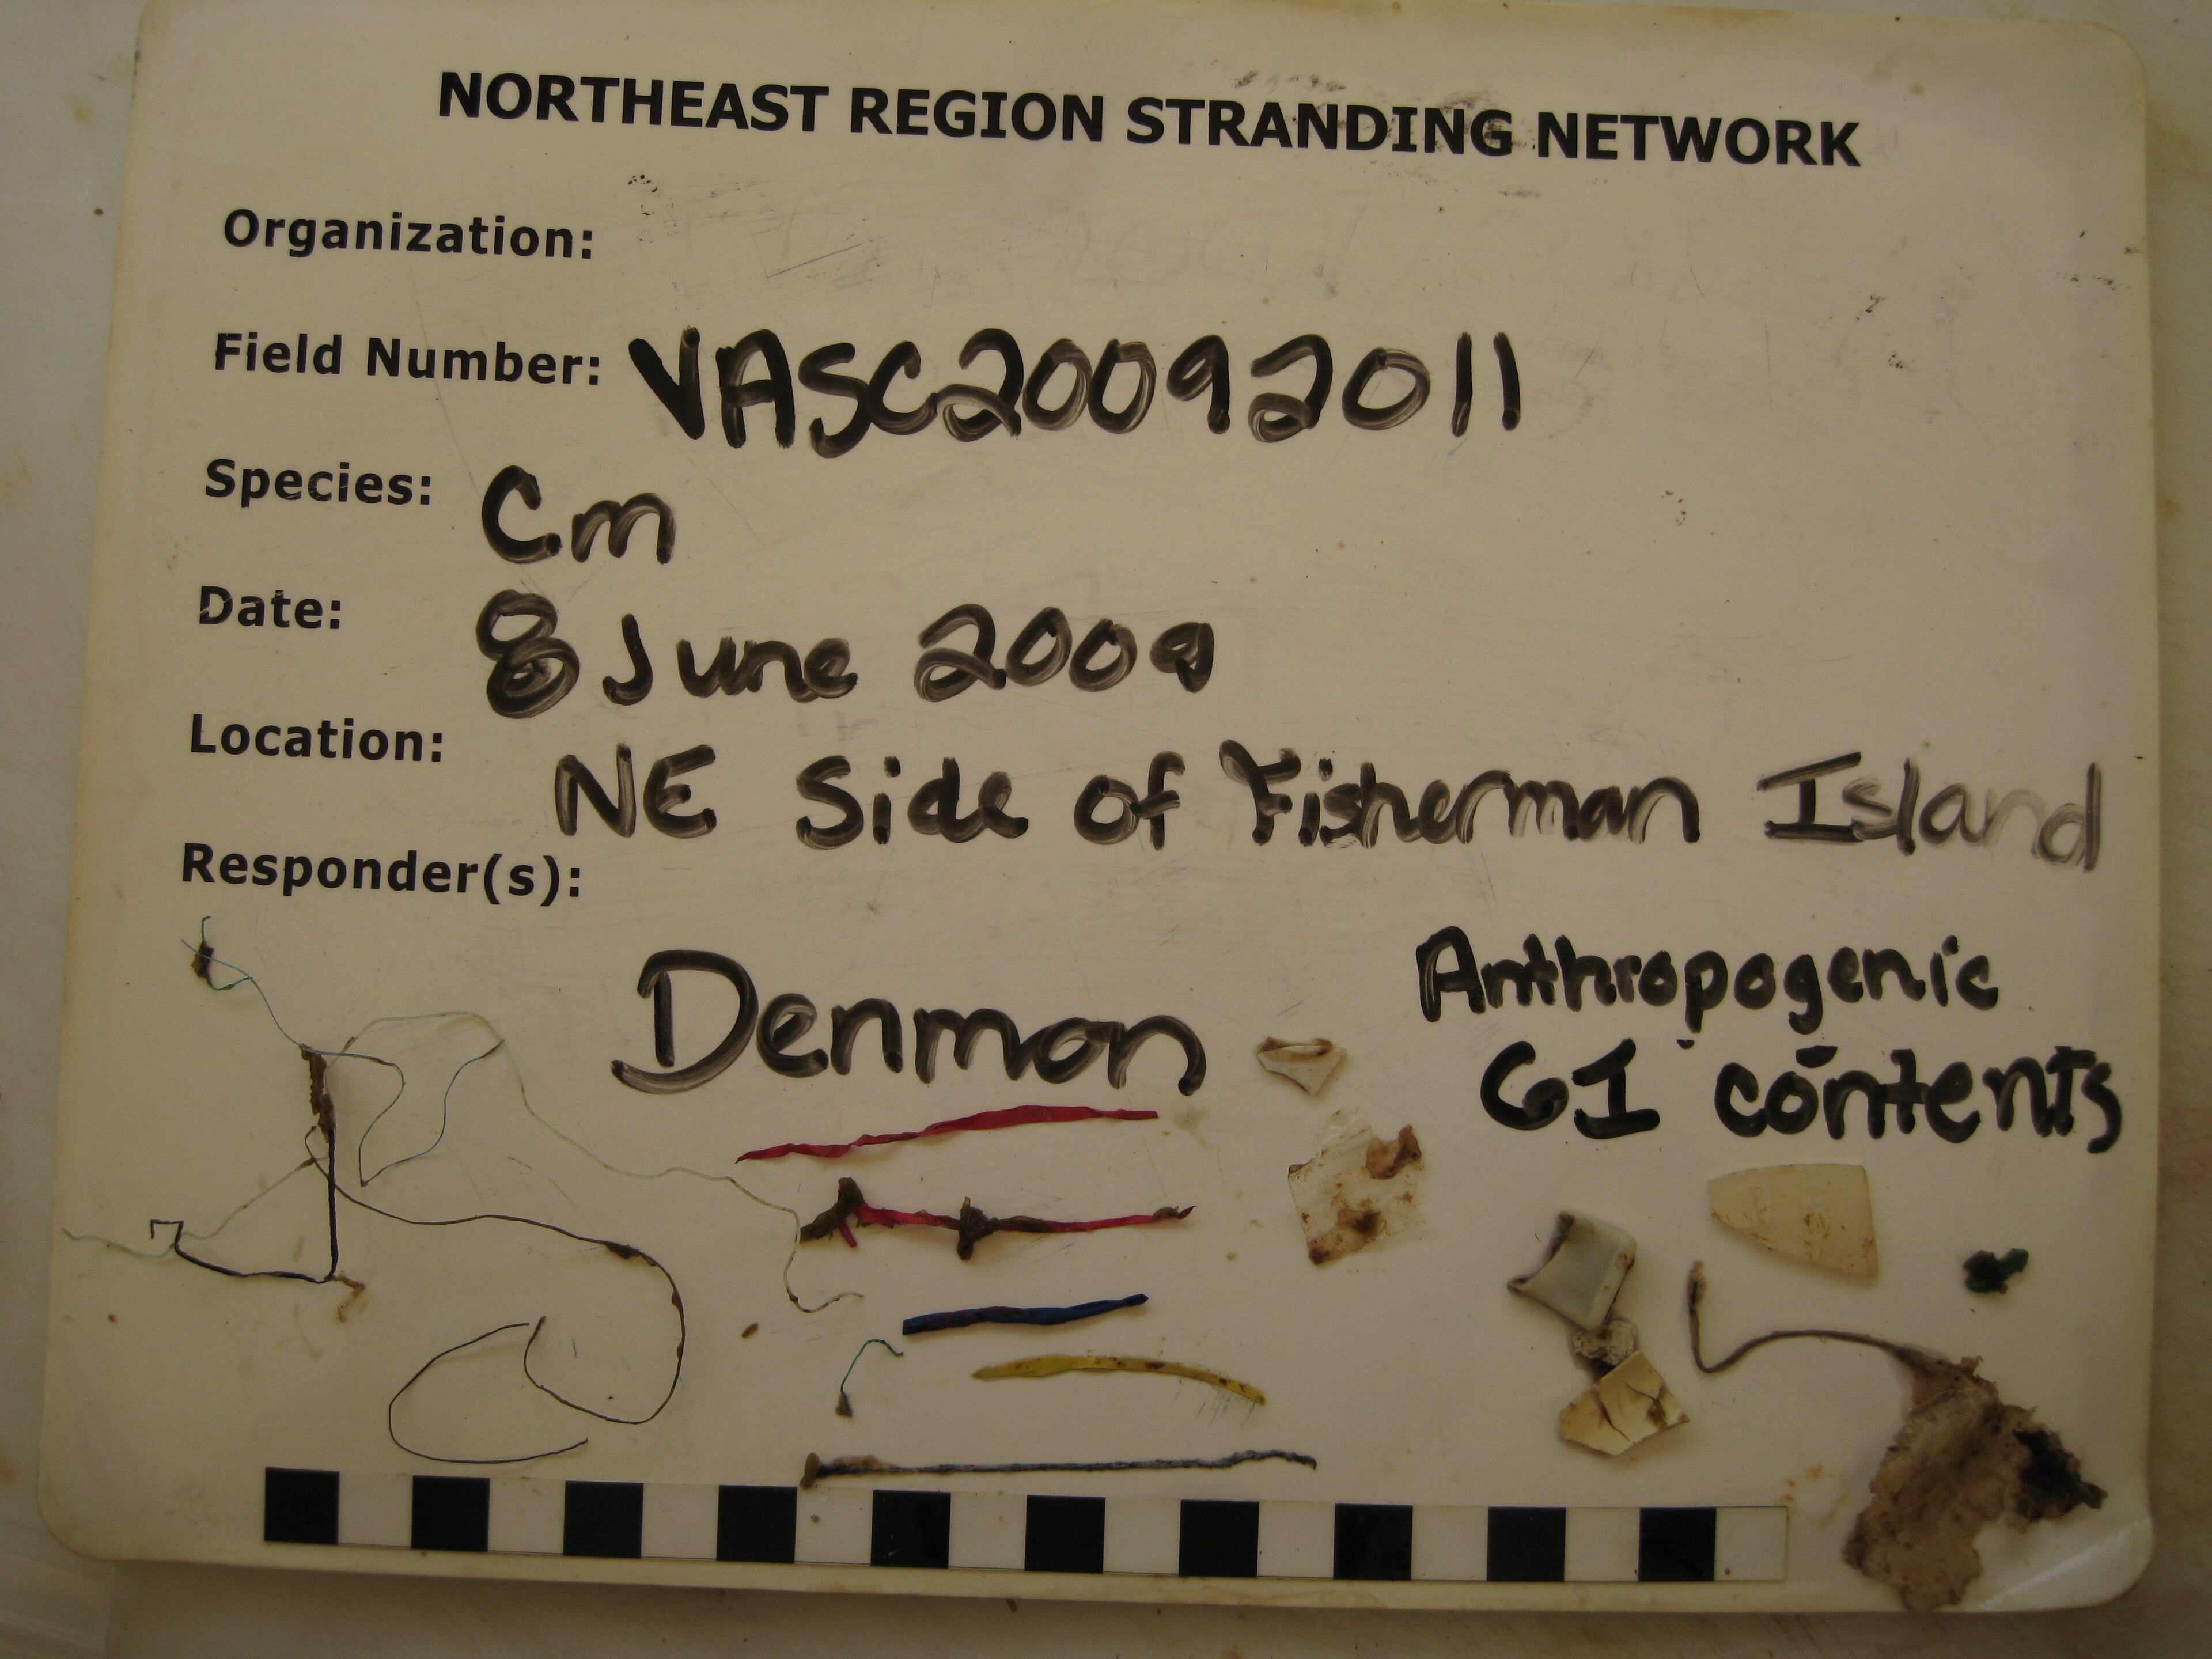 NORTHEAST REGION STRANDING NETWORK
Organization:
Field Number: VASC20092011
Species: Cm
Date: 8 June 2009
Location: NE Side of Fisherman Island
Responder(s):
Denmon
Anthropogenic
GI contents